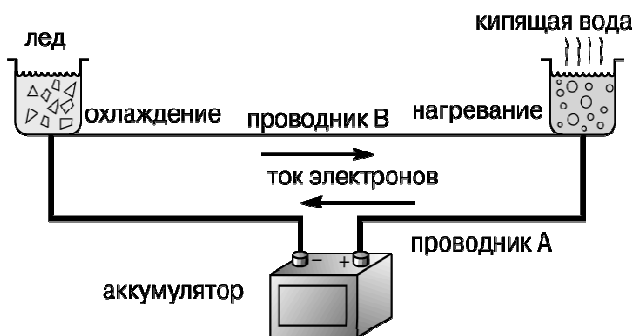 кипящая вода
лед
охлаждение
проводник В
нагревание
ток электронов
− +
проводник А
аккумулятор